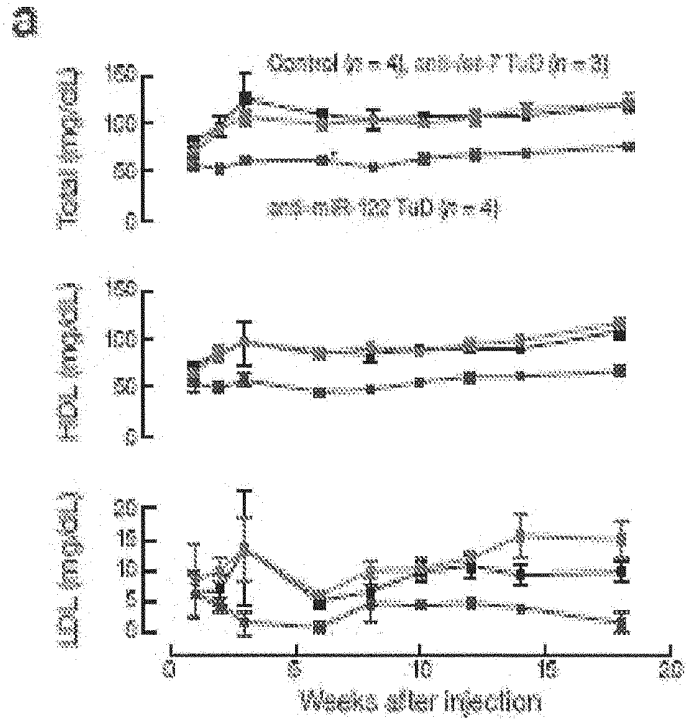 a
Control (n = 4), anti-let-7 TuD (n = 3)
Total (mg/dL)
150
100
50
0
anti-miR-122 TuD (n = 4)
HDL (mg/dL)
150
100
50
0
LDL (mg/dL)
20
15
10
5
0
0 5 10 15 20
Weeks after injection